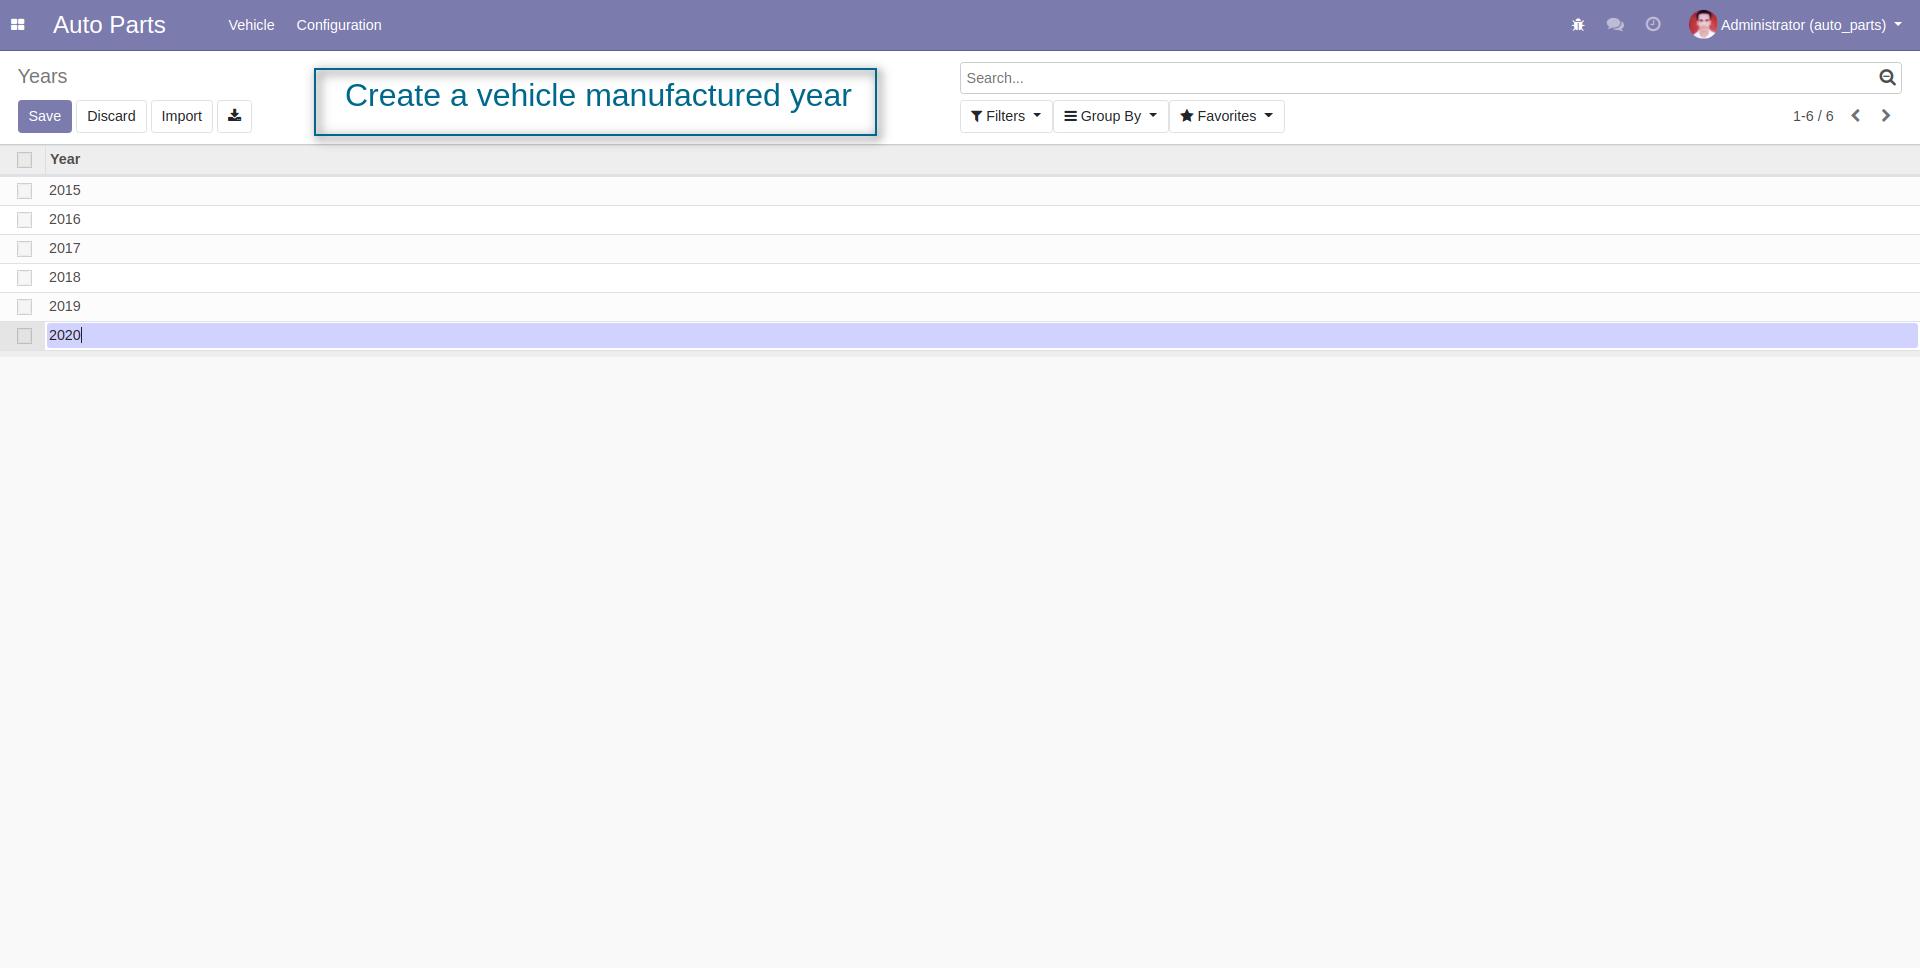 Auto Parts Vehicle Configuration Administrator (auto_parts)
Years
Create a vehicle manufactured year
Search...
Save Discard Import
Filters Group By Favorites 1-6 / 6
Year
2015
2016
2017
2018
2019
2020